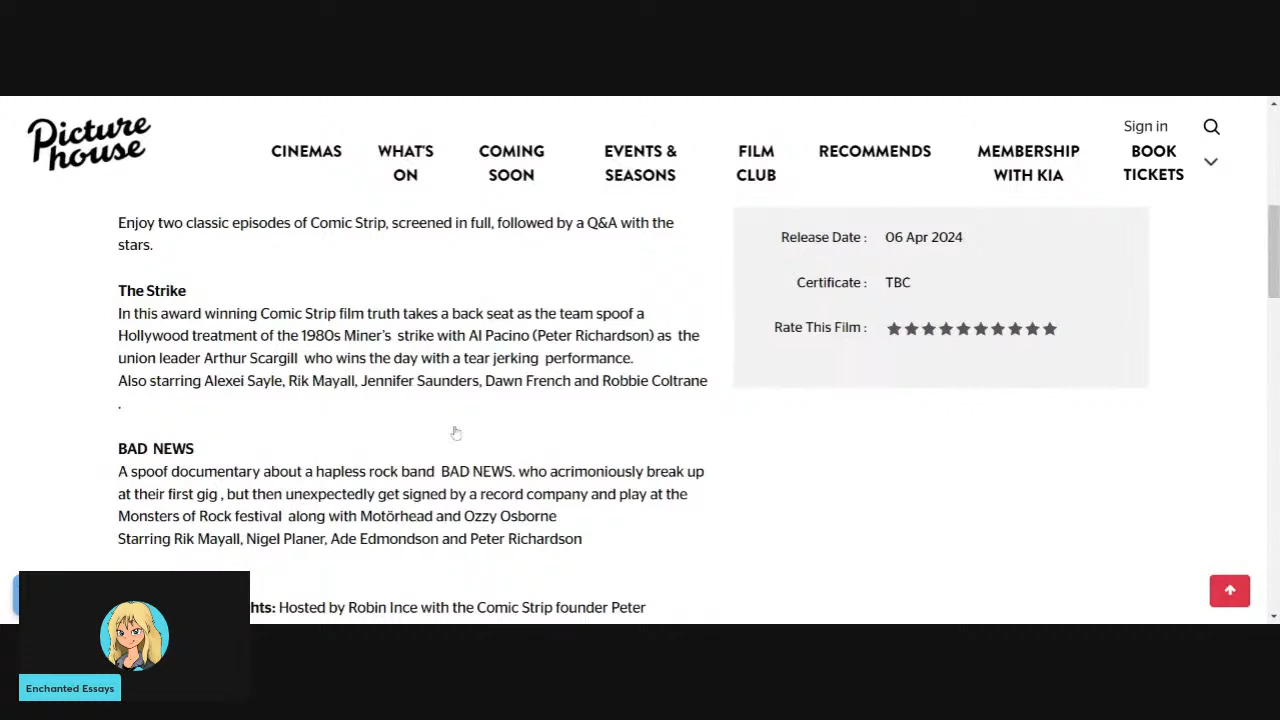 Picture
house
CINEMAS
WHAT'S
ON
COMING
SOON
EVENTS &
SEASONS
FILM
CLUB
RECOMMENDS
MEMBERSHIP
WITH KIA
Sign in
BOOK
TICKETS
Enjoy two classic episodes of Comic Strip, screened in full, followed by a Q&A with the
stars.
The Strike
In this award winning Comic Strip film truth takes a back seat as the team spoof a
Hollywood treatment of the 1980s Miner's strike with Al Pacino (Peter Richardson) as the
union leader Arthur Scargill who wins the day with a tear jerking performance.
Also starring Alexei Sayle, Rik Mayall, Jennifer Saunders, Dawn French and Robbie Coltrane
.
BAD NEWS
A spoof documentary about a hapless rock band BAD NEWS. who acrimoniously break up
at their first gig , but then unexpectedly get signed by a record company and play at the
Monsters of Rock festival along with Motörhead and Ozzy Osborne
Starring Rik Mayall, Nigel Planer, Ade Edmondson and Peter Richardson
hts: Hosted by Robin Ince with the Comic Strip founder Peter
Release Date : 06 Apr 2024
Certificate : TBC
Rate This Film :
Enchanted Essays